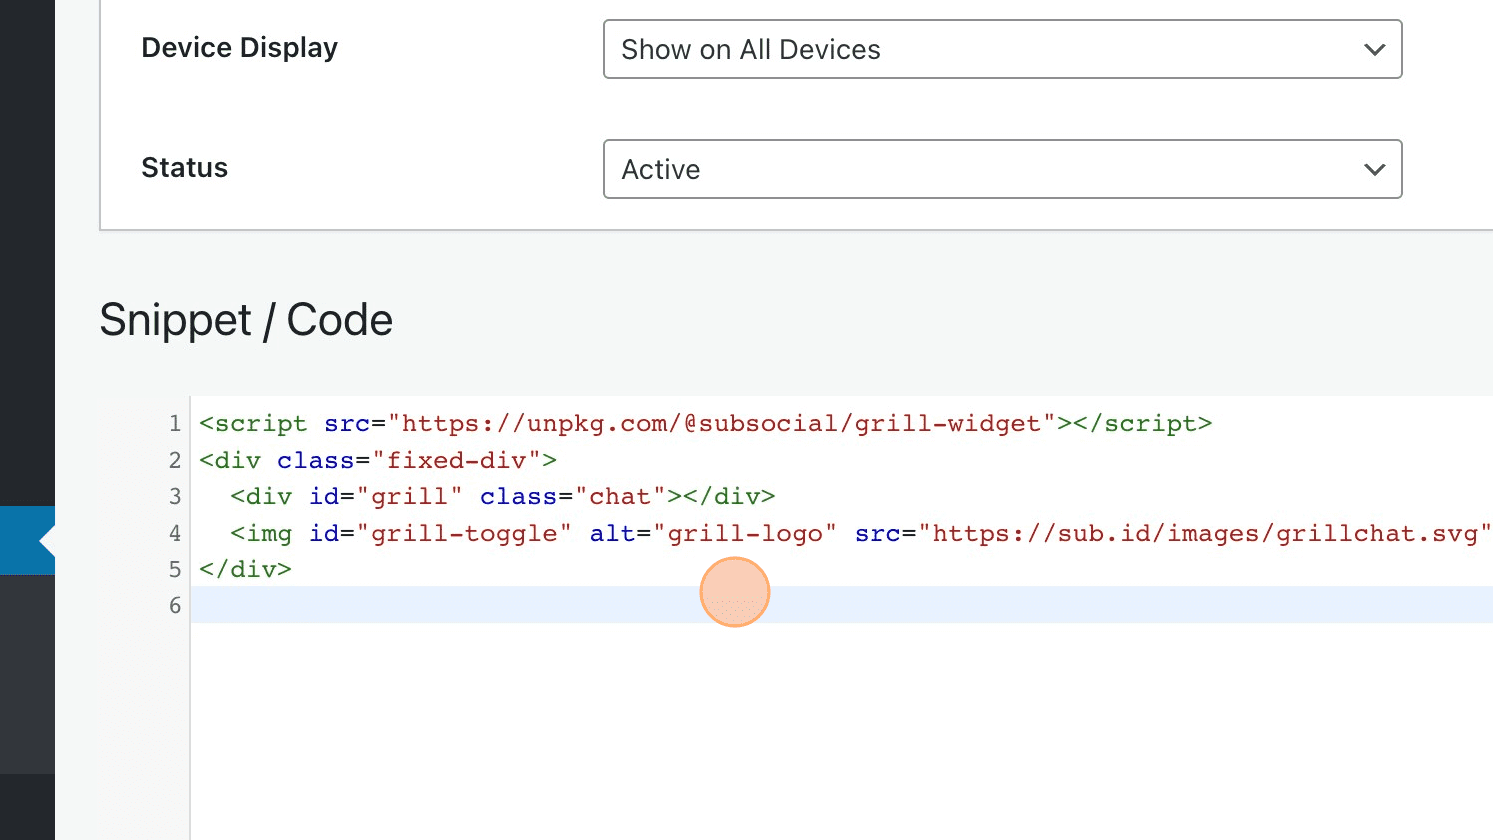 Device Display
Show on All Devices
Status
Active
Snippet / Code
1 <script src="https://unpkg.com/@subsocial/grill-widget"></script>
2 <div class="fixed-div">
3   <div id="grill" class="chat"></div>
4   <img id="grill-toggle" alt="grill-logo" src="https://sub.id/images/grillchat.svg"
5 </div>
6